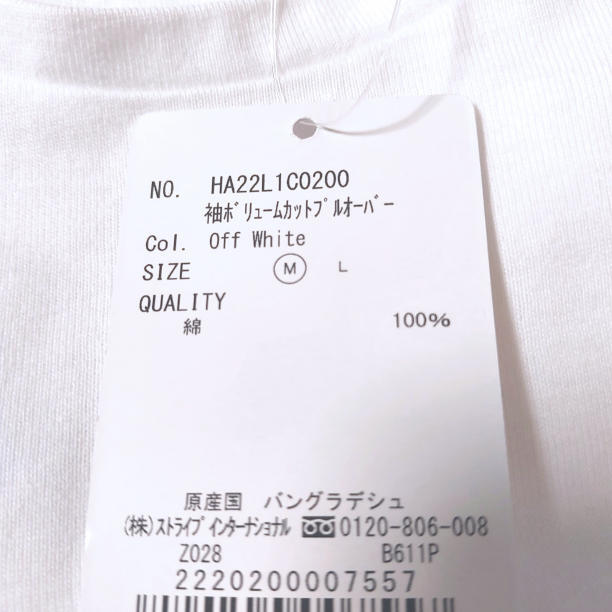 NO. HA22L1C0200
袖ﾎﾞﾘｭｰﾑｶｯﾄﾌﾟﾙｵｰﾊﾞｰ
Col. Off White
SIZE M L
QUALITY
綿 100%
原産国 バングラデシュ
(株)ｽﾄﾗｲﾌﾟｲﾝﾀｰﾅｼｮﾅﾙ 0120-806-008
Z028 B611P
2220200007557